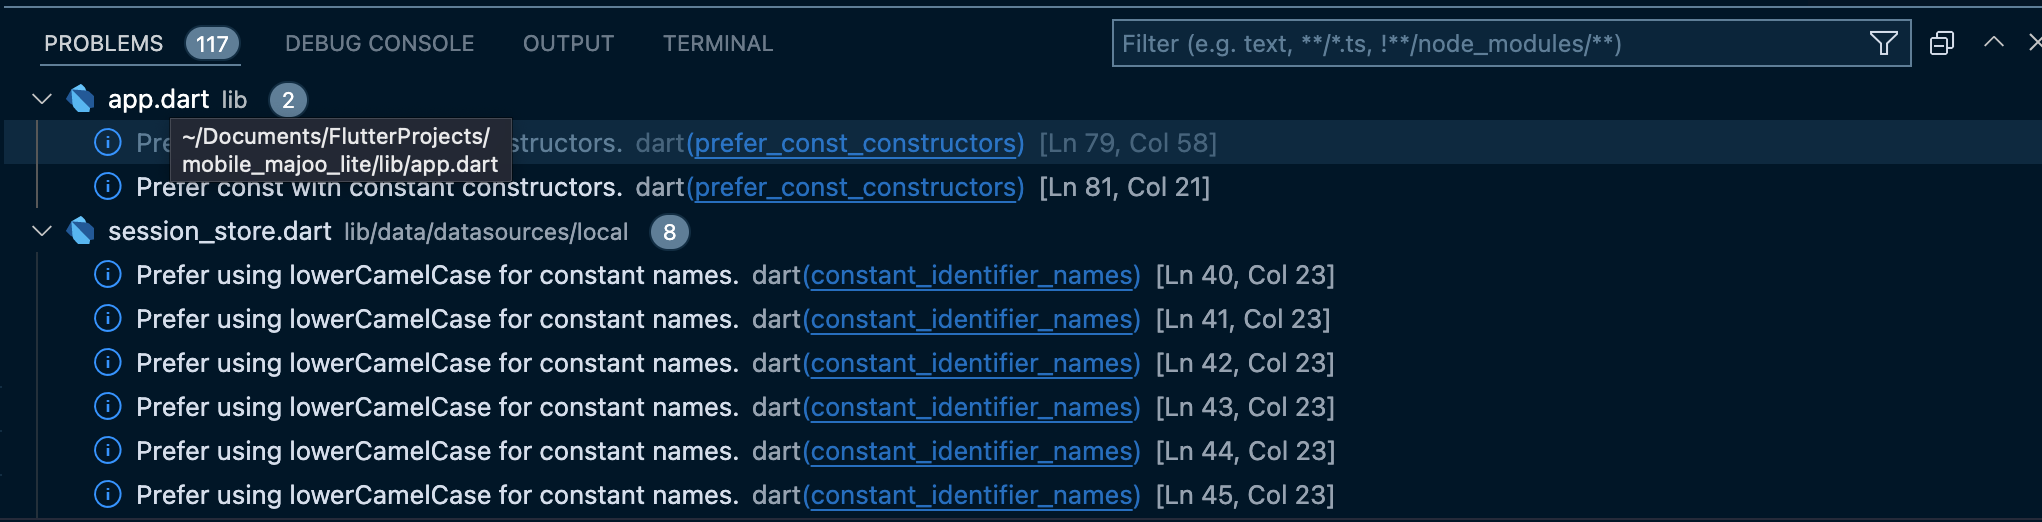 PROBLEMS 117 DEBUG CONSOLE OUTPUT TERMINAL Filter (e.g. text, **/*.ts, !**/node_modules/**)
app.dart lib 2
Pre structors. dart(prefer_const_constructors) [Ln 79, Col 58]
~/Documents/FlutterProjects/
mobile_majoo_lite/lib/app.dart
Prefer const with constant constructors. dart(prefer_const_constructors) [Ln 81, Col 21]
session_store.dart lib/data/datasources/local 8
Prefer using lowerCamelCase for constant names. dart(constant_identifier_names) [Ln 40, Col 23]
Prefer using lowerCamelCase for constant names. dart(constant_identifier_names) [Ln 41, Col 23]
Prefer using lowerCamelCase for constant names. dart(constant_identifier_names) [Ln 42, Col 23]
Prefer using lowerCamelCase for constant names. dart(constant_identifier_names) [Ln 43, Col 23]
Prefer using lowerCamelCase for constant names. dart(constant_identifier_names) [Ln 44, Col 23]
Prefer using lowerCamelCase for constant names. dart(constant_identifier_names) [Ln 45, Col 23]